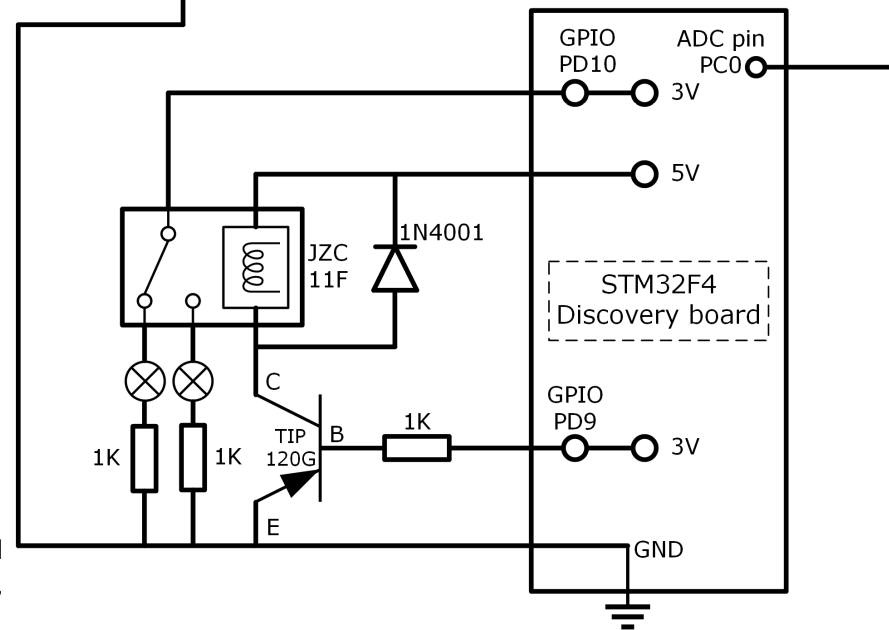 GPIO
PD10
ADC pin
PC0
3V
5V
1N4001
JZC
11F
STM32F4
Discovery board
C
GPIO
PD9
1K
B
3V
TIP
120G
1K
1K
E
GND